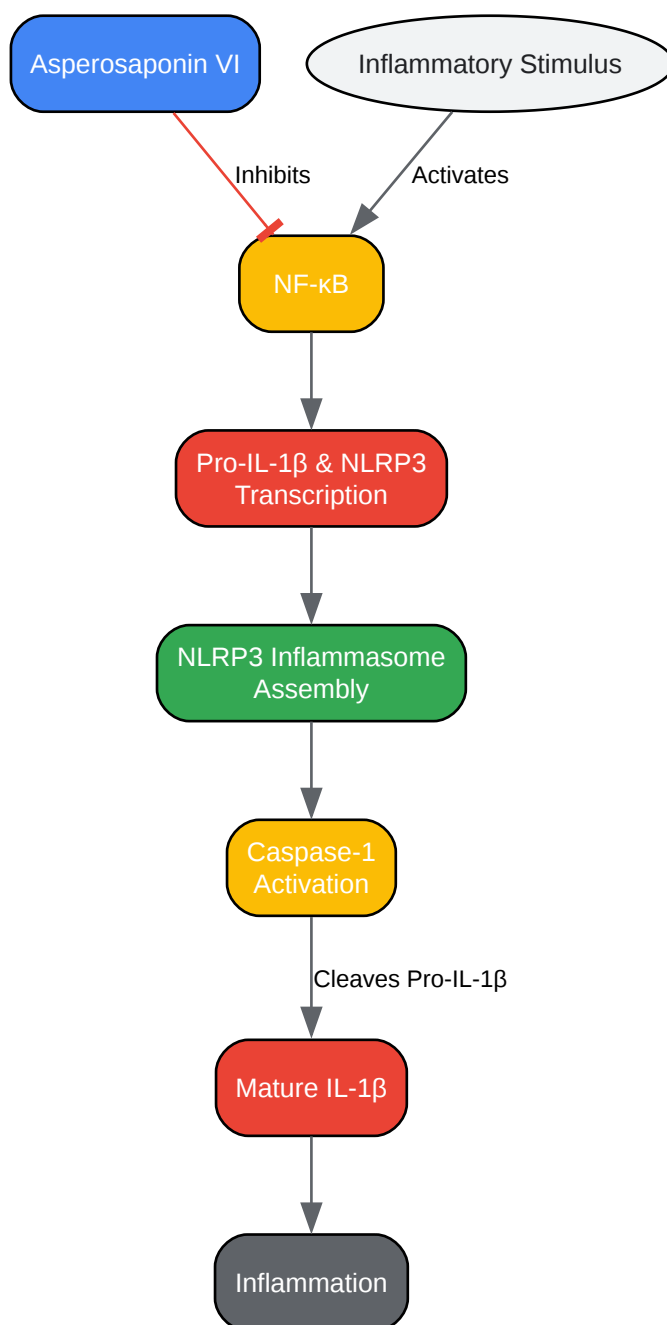 Asperosaponin VI
Inflammatory Stimulus
Inhibits
Activates
NF-κB
Pro-IL-1β & NLRP3
Transcription
NLRP3 Inflammasome
Assembly
Caspase-1
Activation
Cleaves Pro-IL-1β
Mature IL-1β
Inflammation